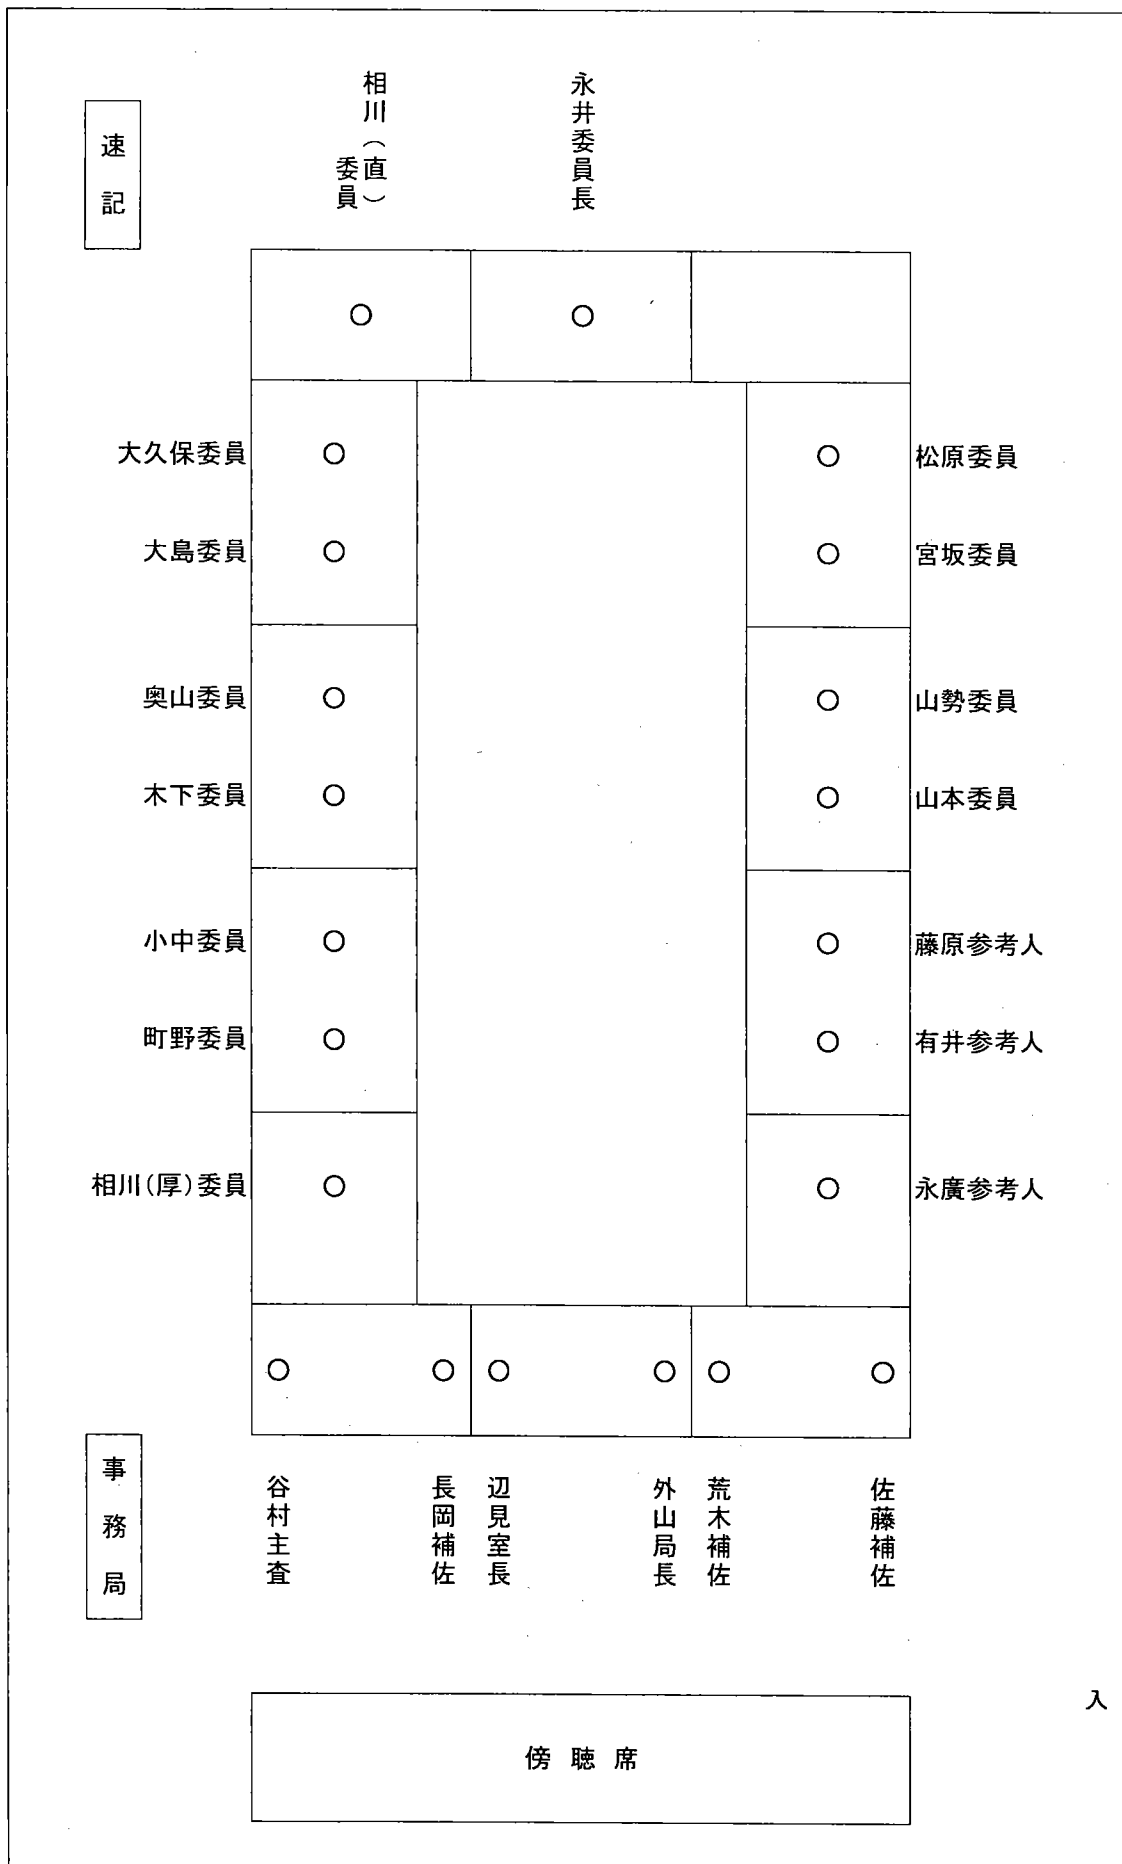 速記
相川(直)委員
永井委員長
大久保委員
松原委員
大島委員
宮坂委員
奥山委員
山勢委員
木下委員
山本委員
小中委員
藤原参考人
町野委員
有井参考人
相川(厚)委員
永廣参考人
事務局
谷村主査
長岡補佐
辺見室長
外山局長
荒木補佐
佐藤補佐
入
傍聴席